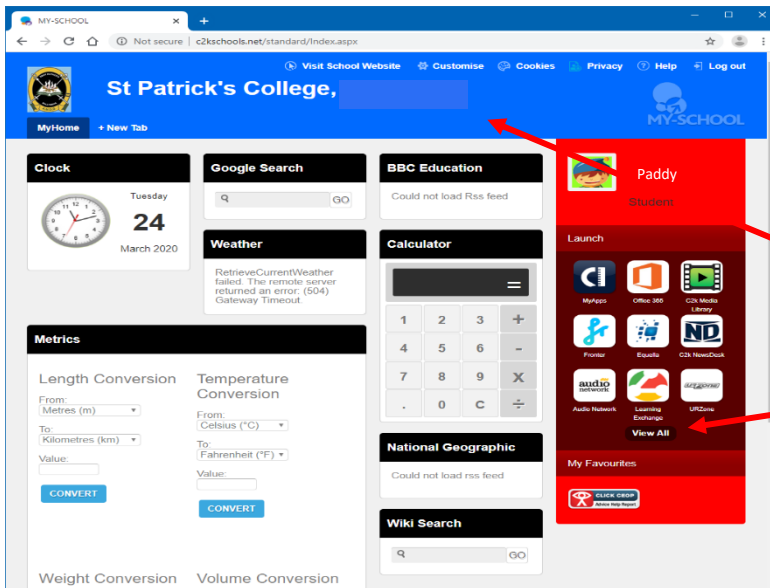 MY-SCHOOL
Not secure | c2kschools.net/standard/Index.aspx
Visit School Website Customise Cookies Privacy Help Log out
St Patrick's College,
MY-SCHOOL
MyHome + New Tab
Clock
Tuesday
24
March 2020
Google Search
GO
Weather
RetrieveCurrentWeather
failed. The remote server
returned an error: (504)
Gateway Timeout.
BBC Education
Could not load Rss feed
Calculator
=
1 2 3 +
4 5 6 -
7 8 9 X
. 0 C ÷
Metrics
Length Conversion
From:
Metres (m)
To:
Kilometres (km)
Value:
CONVERT
Temperature
Conversion
From:
Celsius (°C)
To:
Fahrenheit (°F)
Value:
CONVERT
Weight Conversion
Volume Conversion
National Geographic
Could not load rss feed
Wiki Search
GO
Paddy
Student
Launch
MyApps Office 365 C2k Media
Library
Fronter Equella C2k NewsDesk
ND
audio
network
Audio Network Learning
Exchange
URZone
View All
My Favourites
CLICK CEOP
Advice Help Report